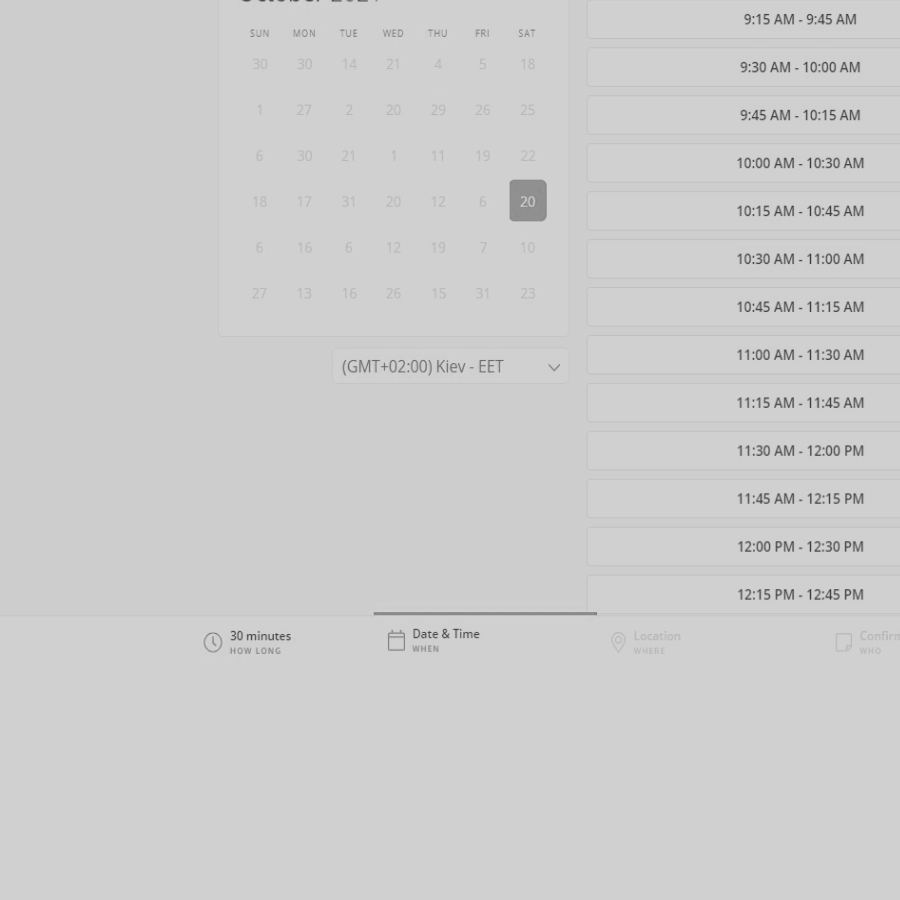 SUN MON TUE WED THU FRI SAT
30 30 14 21 4 5 18
1 27 2 20 29 26 25
6 30 21 1 11 19 22
18 17 31 20 12 6 20
6 16 6 12 19 7 10
27 13 16 26 15 31 23
(GMT+02:00) Kiev - EET
9:15 AM - 9:45 AM
9:30 AM - 10:00 AM
9:45 AM - 10:15 AM
10:00 AM - 10:30 AM
10:15 AM - 10:45 AM
10:30 AM - 11:00 AM
10:45 AM - 11:15 AM
11:00 AM - 11:30 AM
11:15 AM - 11:45 AM
11:30 AM - 12:00 PM
11:45 AM - 12:15 PM
12:00 PM - 12:30 PM
12:15 PM - 12:45 PM
30 minutes
HOW LONG
Date & Time
WHEN
Location
WHERE
Confirm
WHO